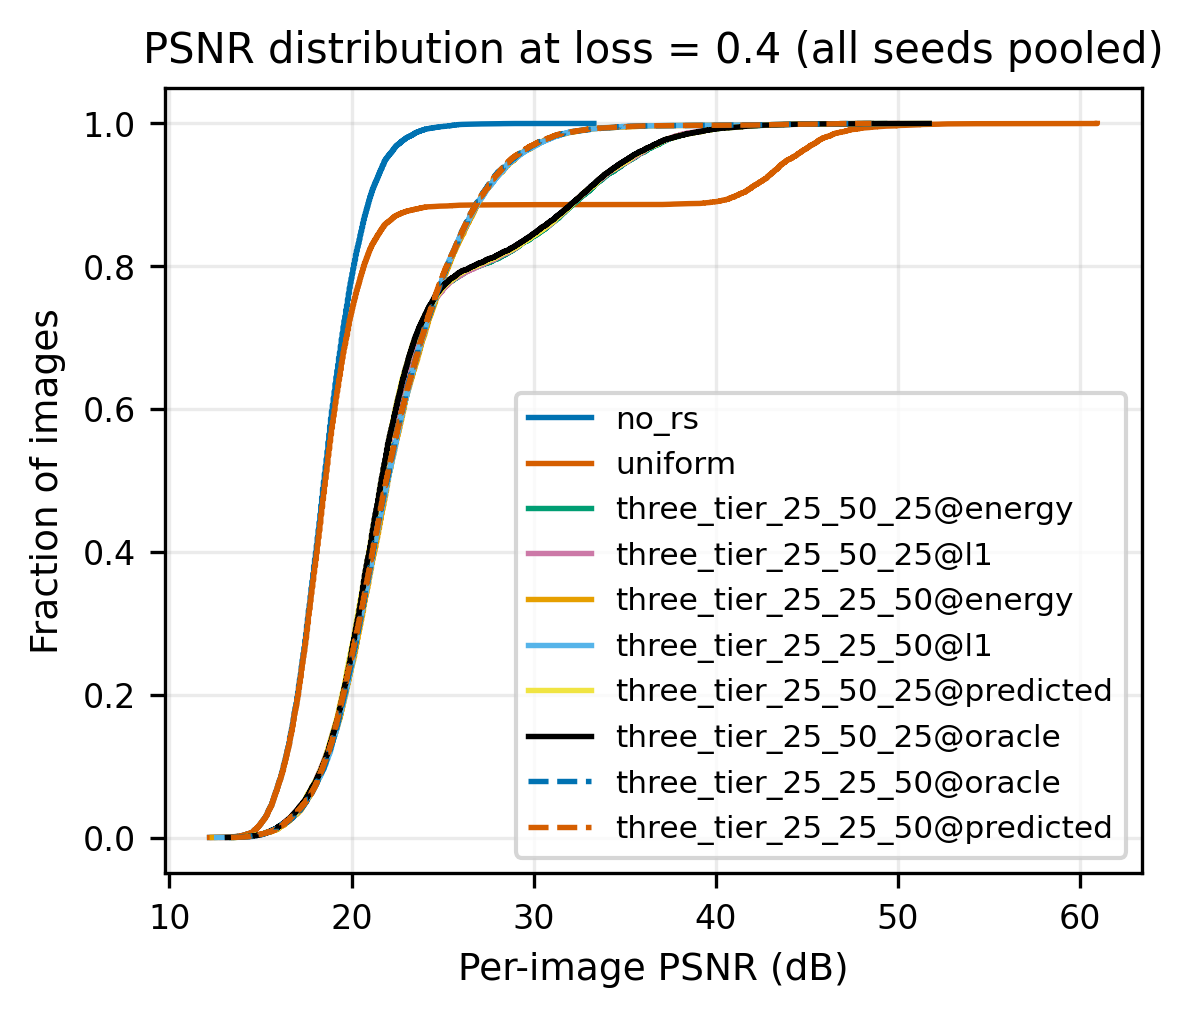 PSNR distribution at loss = 0.4 (all seeds pooled)
Fraction of images
1.0
0.8
0.6
0.4
0.2
0.0
no_rs
uniform
three_tier_25_50_25@energy
three_tier_25_50_25@l1
three_tier_25_25_50@energy
three_tier_25_25_50@l1
three_tier_25_50_25@predicted
three_tier_25_50_25@oracle
three_tier_25_25_50@oracle
three_tier_25_25_50@predicted
10 20 30 40 50 60
Per-image PSNR (dB)